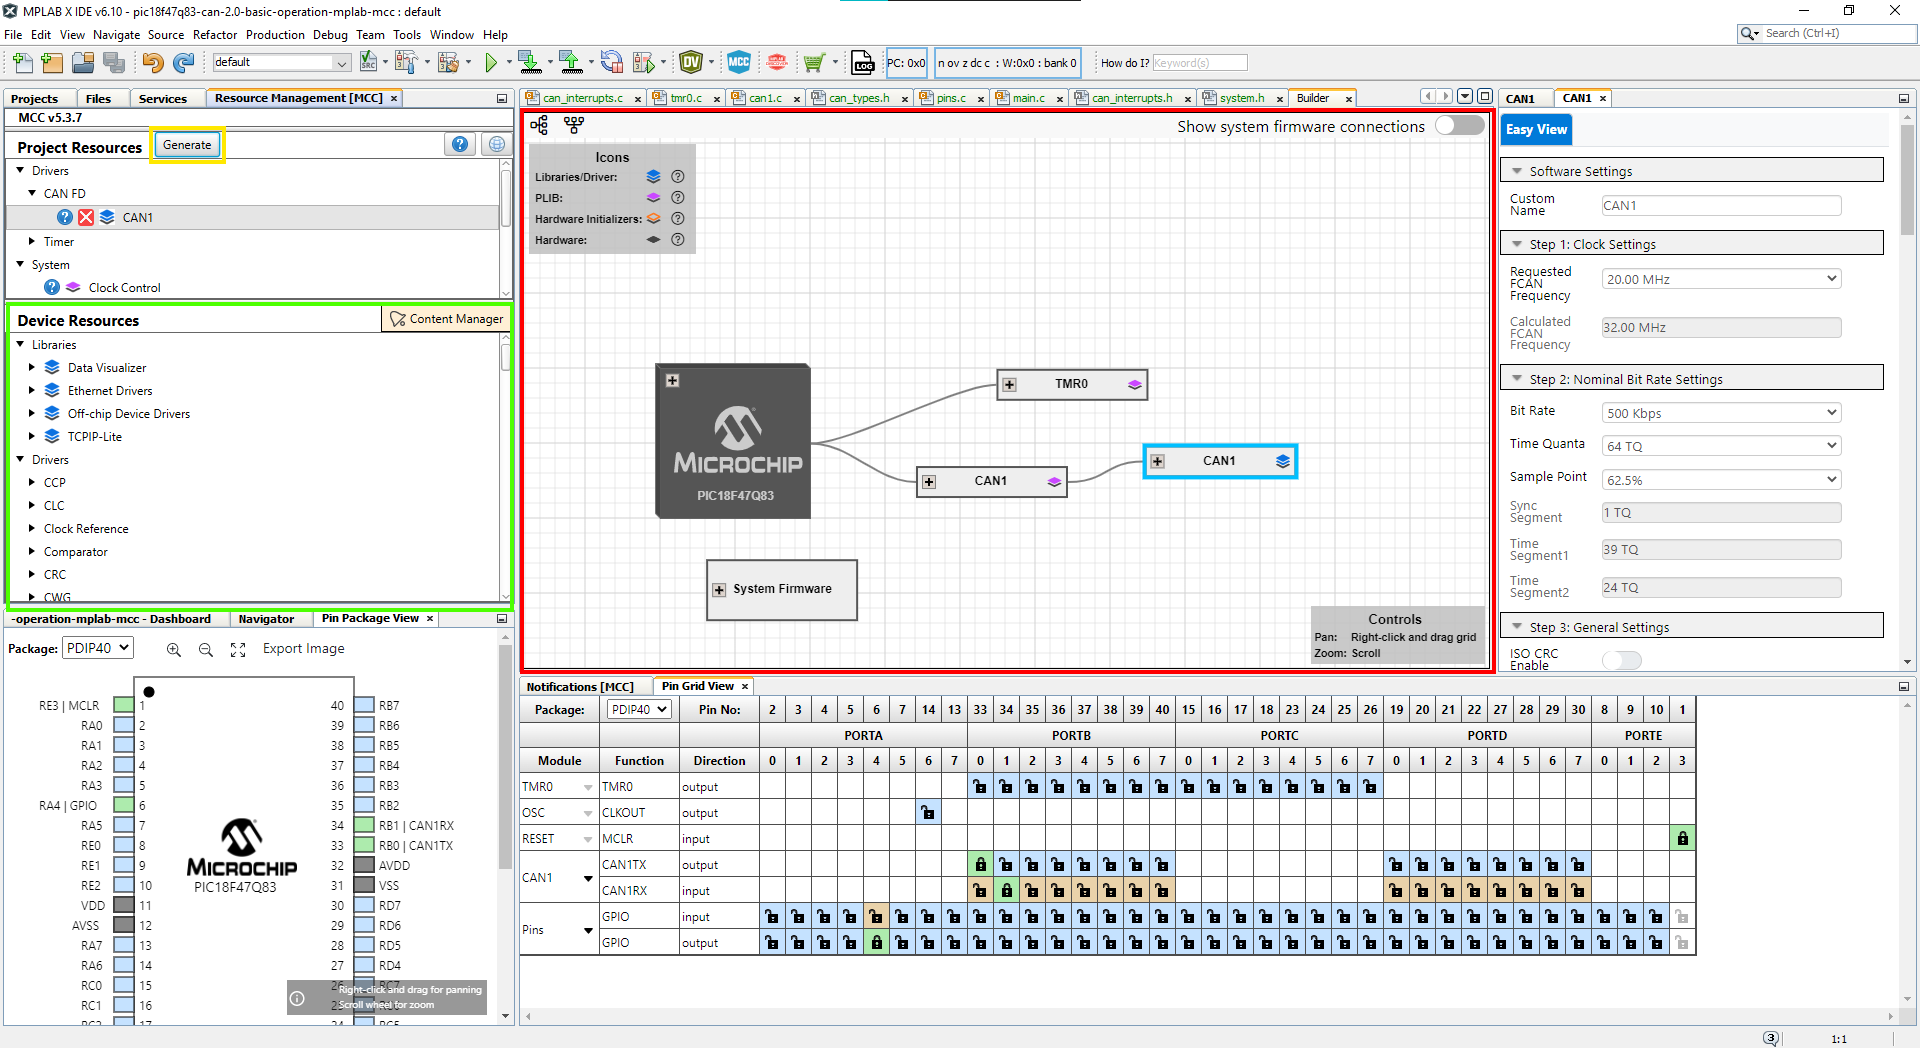 MPLAB X IDE v6.10 - pic18f47q83-can-2.0-basic-operation-mplab-mcc : default
File Edit View Navigate Source Refactor Production Debug Team Tools Window Help
Search (Ctrl+I)
default
DV
MCC
LOG
PC: 0x0
n ov z dc c : W:0x0 : bank 0
How do I?
Keyword(s)
Projects Files Services Resource Management [MCC]
MCC v5.3.7
Project Resources
Generate
Drivers
CAN FD
CAN1
Timer
System
Clock Control
Device Resources
Content Manager
Libraries
Data Visualizer
Ethernet Drivers
Off-chip Device Drivers
TCPIP-Lite
Drivers
CCP
CLC
Clock Reference
Comparator
CRC
CWG
-operation-mplab-mcc - Dashboard Navigator Pin Package View
Package: PDIP40
Export Image
RE3 | MCLR 1
RA0 2
RA1 3
RA2 4
RA3 5
RA4 | GPIO 6
RA5 7
RE0 8
RE1 9
RE2 10
VDD 11
AVSS 12
RA7 13
RA6 14
RC0 15
RC1 16
RC2 17
MICROCHIP
PIC18F47Q83
40 RB7
39 RB6
38 RB5
37 RB4
36 RB3
35 RB2
34 RB1 | CAN1RX
33 RB0 | CAN1TX
32 AVDD
31 VSS
30 RD7
29 RD6
28 RD5
27 RD4
26 RC7
25 RC6
24 RC5
Right-click and drag for panning
Scroll wheel for zoom
can_interrupts.c tmr0.c can1.c can_types.h pins.c main.c can_interrupts.h system.h Builder
Show system firmware connections
Icons
Libraries/Driver:
PLIB:
Hardware Initializers:
Hardware:
MICROCHIP
PIC18F47Q83
TMR0
CAN1
CAN1
System Firmware
Controls
Pan: Right-click and drag grid
Zoom: Scroll
Notifications [MCC] Pin Grid View
Package: PDIP40 Pin No: 2 3 4 5 6 7 14 13 33 34 35 36 37 38 39 40 15 16 17 18 23 24 25 26 19 20 21 22 27 28 29 30 8 9 10 1
PORTA PORTB PORTC PORTD PORTE
Module Function Direction 0 1 2 3 4 5 6 7 0 1 2 3 4 5 6 7 0 1 2 3 4 5 6 7 0 1 2 3 4 5 6 7 0 1 2 3
TMR0 TMR0 output
OSC CLKOUT output
RESET MCLR input
CAN1 CAN1TX output
CAN1RX input
Pins GPIO input
GPIO output
CAN1 CAN1
Easy View
Software Settings
Custom Name CAN1
Step 1: Clock Settings
Requested FCAN Frequency 20.00 MHz
Calculated FCAN Frequency 32.00 MHz
Step 2: Nominal Bit Rate Settings
Bit Rate 500 Kbps
Time Quanta 64 TQ
Sample Point 62.5%
Sync Segment 1 TQ
Time Segment1 39 TQ
Time Segment2 24 TQ
Step 3: General Settings
ISO CRC Enable
3
1:1